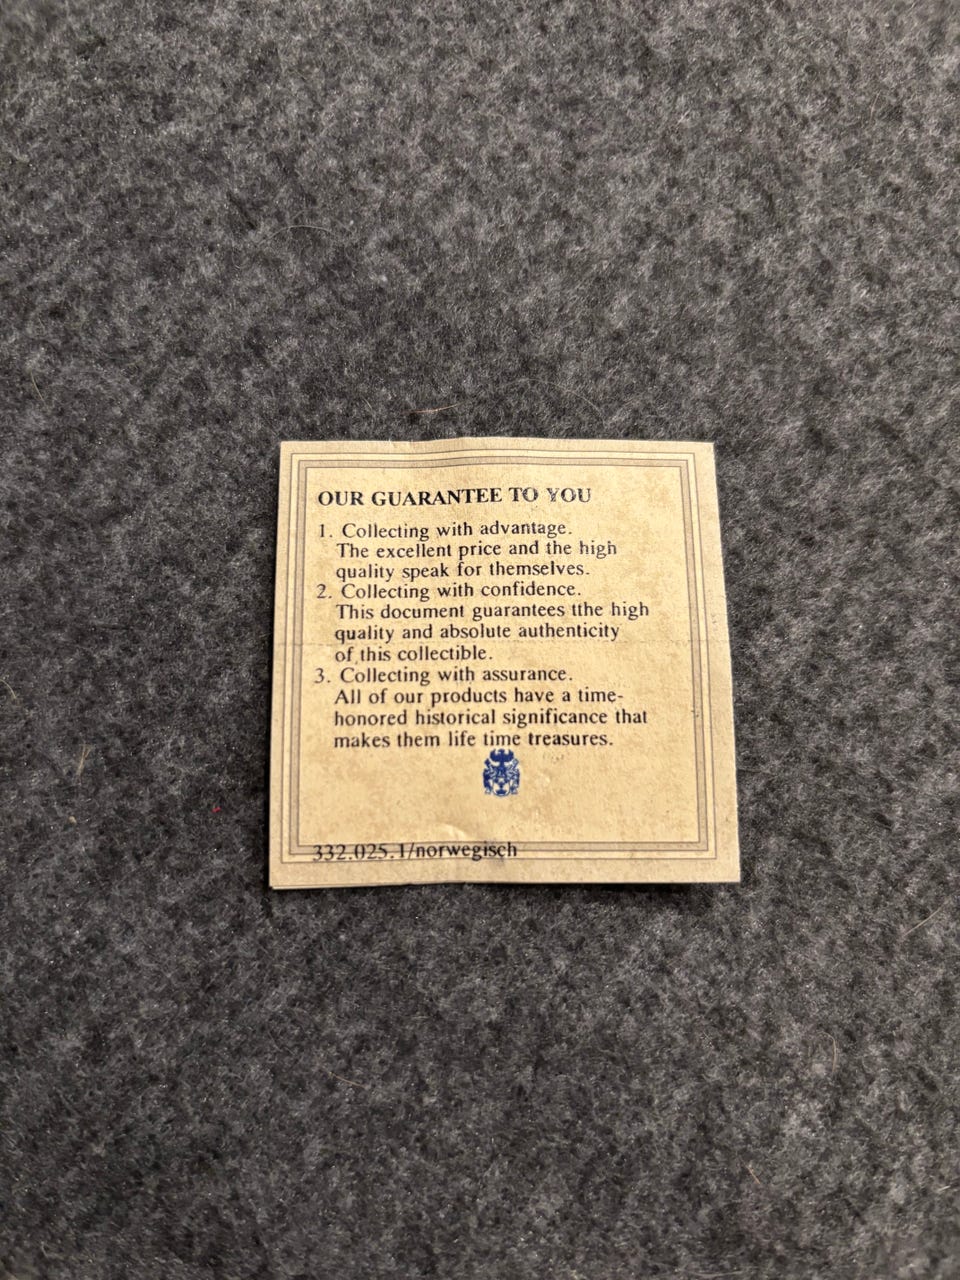 OUR GUARANTEE TO YOU
1. Collecting with advantage.
The excellent price and the high
quality speak for themselves.
2. Collecting with confidence.
This document guarantees tthe high
quality and absolute authenticity
of this collectible.
3. Collecting with assurance.
All of our products have a time-
honored historical significance that
makes them life time treasures.
332.025.1/norwegisch